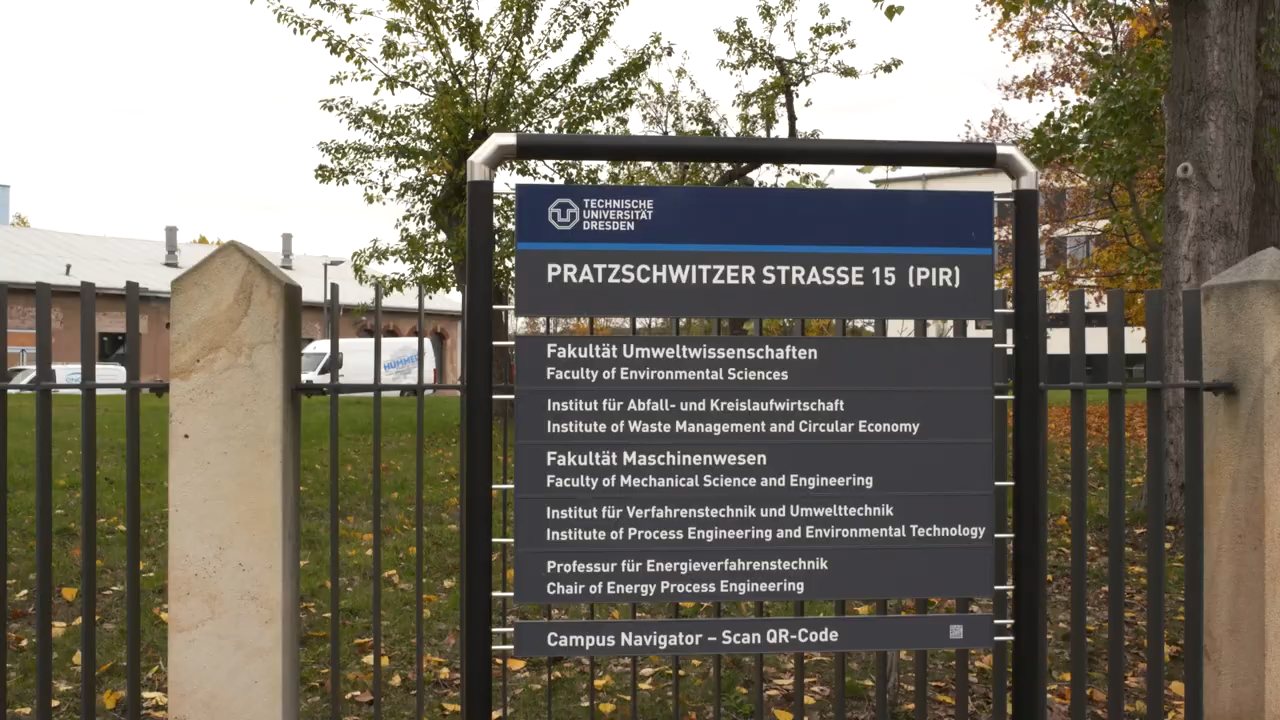 TECHNISCHE
UNIVERSITÄT
DRESDEN
PRATZSCHWITZER STRASSE 15 (PIR)
Fakultät Umweltwissenschaften
Faculty of Environmental Sciences
Institut für Abfall- und Kreislaufwirtschaft
Institute of Waste Management and Circular Economy
Fakultät Maschinenwesen
Faculty of Mechanical Science and Engineering
Institut für Verfahrenstechnik und Umwelttechnik
Institute of Process Engineering and Environmental Technology
Professur für Energieverfahrenstechnik
Chair of Energy Process Engineering
Campus Navigator – Scan QR-Code